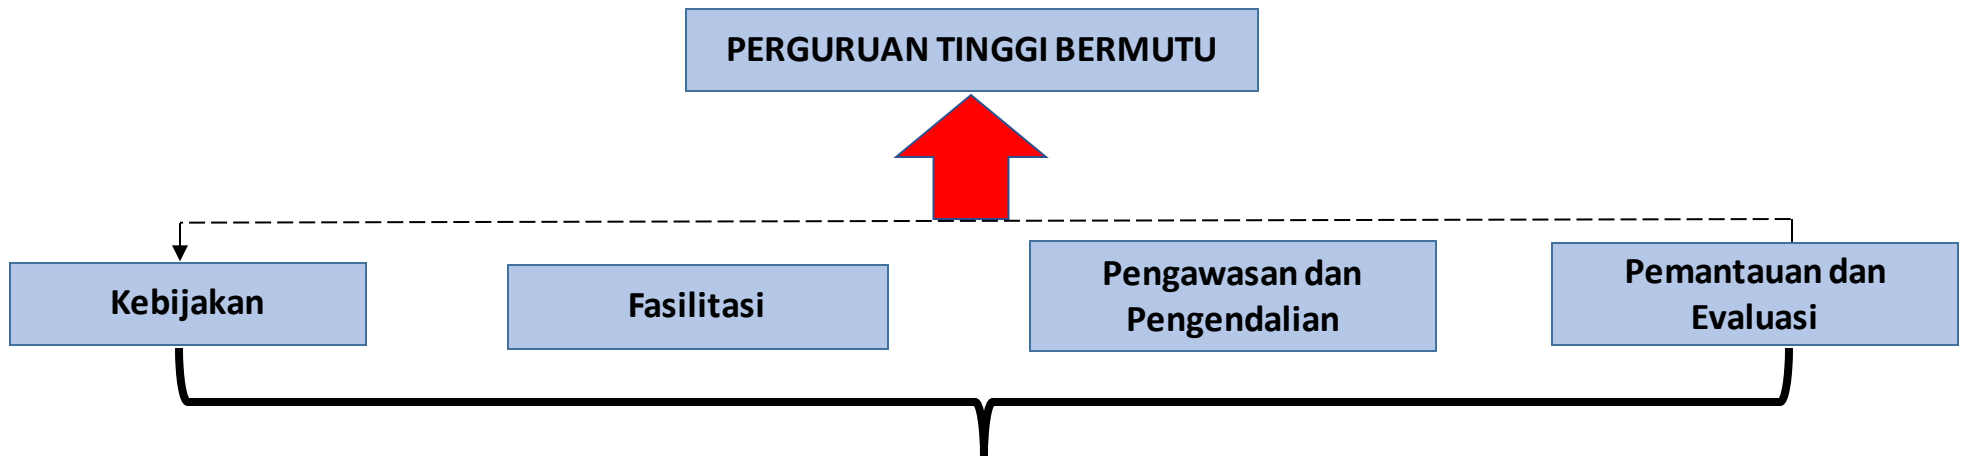 PERGURUAN TINGGI BERMUTU
Kebijakan
Fasilitasi
Pengawasan dan
Pengendalian
Pemantauan dan
Evaluasi